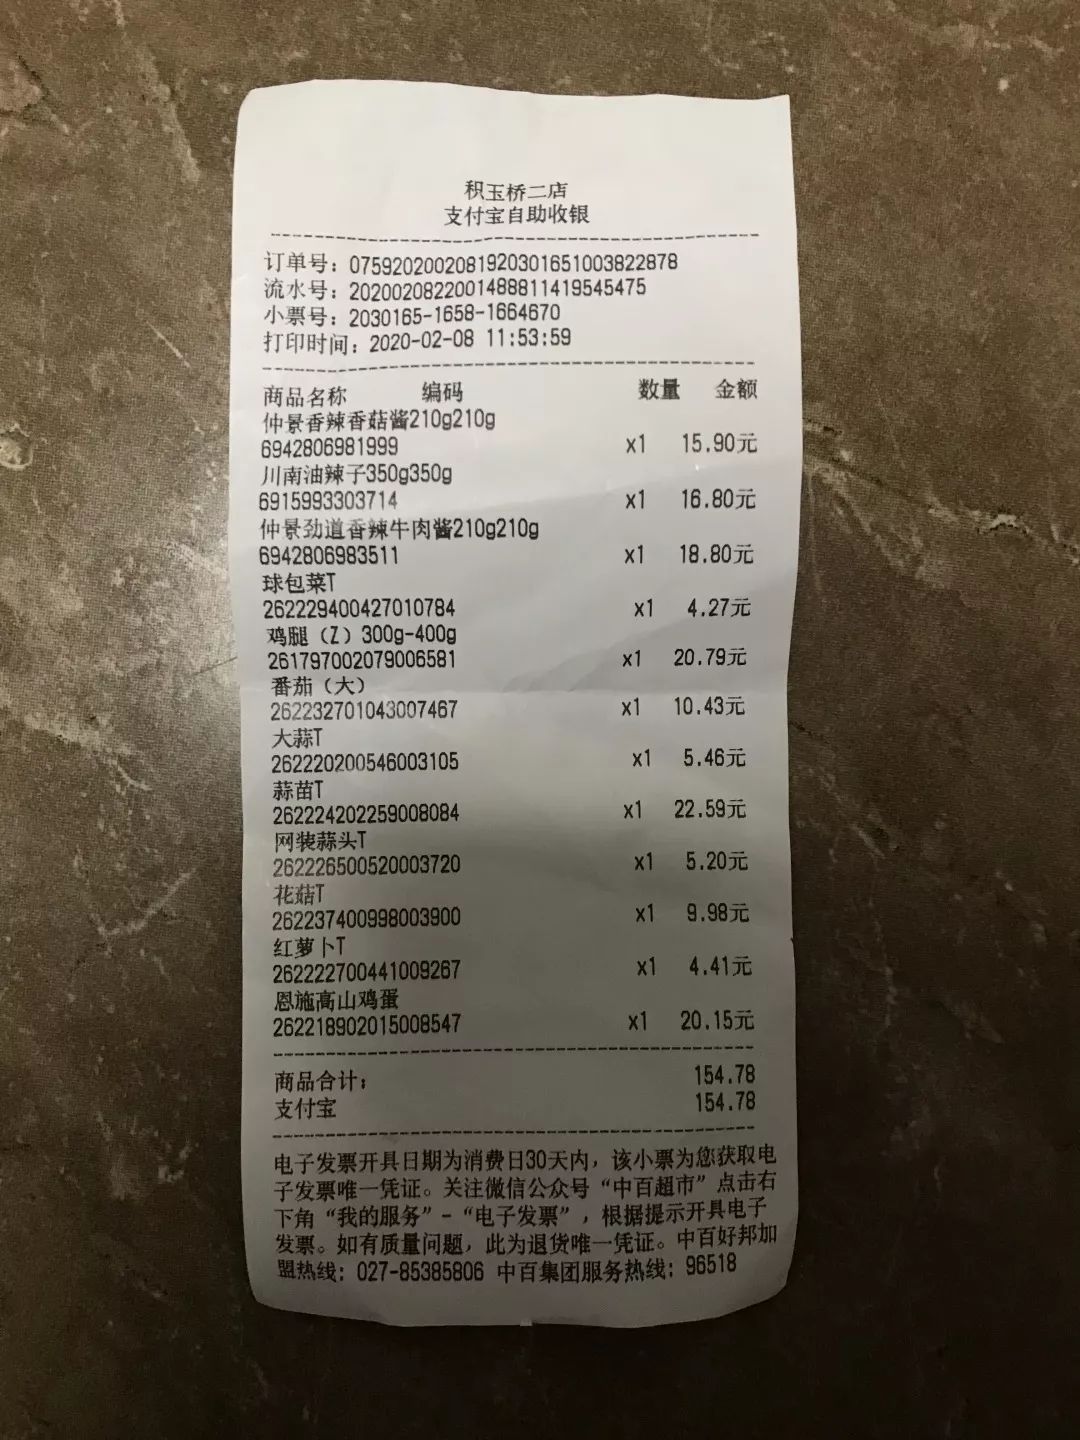 积玉桥二店
支付宝自助收银
订单号：0759202002081920301651003822878
流水号：2020020822001488811419545475
小票号：2030165-1658-1664670
打印时间：2020-02-08 11:53:59
商品名称 编码 数量 金额
仲景香辣香菇酱210g210g
6942806981999 x1 15.90元
川南油辣子350g350g
6915993303714 x1 16.80元
仲景劲道香辣牛肉酱210g210g
6942806983511 x1 18.80元
球包菜T
262229400427010784 x1 4.27元
鸡腿（Z）300g-400g
261797002079006581 x1 20.79元
番茄（大）
262232701043007467 x1 10.43元
大蒜T
262220200546003105 x1 5.46元
蒜苗T
262224202259008084 x1 22.59元
网装蒜头T
262226500520003720 x1 5.20元
花菇T
262237400998003900 x1 9.98元
红萝卜T
262222700441009267 x1 4.41元
恩施高山鸡蛋
262218902015008547 x1 20.15元
商品合计： 154.78
支付宝 154.78
电子发票开具日期为消费日30天内，该小票为您获取电
子发票唯一凭证。关注微信公众号“中百超市”点击右
下角“我的服务”-“电子发票”，根据提示开具电子
发票。如有质量问题，此为退货唯一凭证。中百好邦加
盟热线：027-85385806 中百集团服务热线：96518